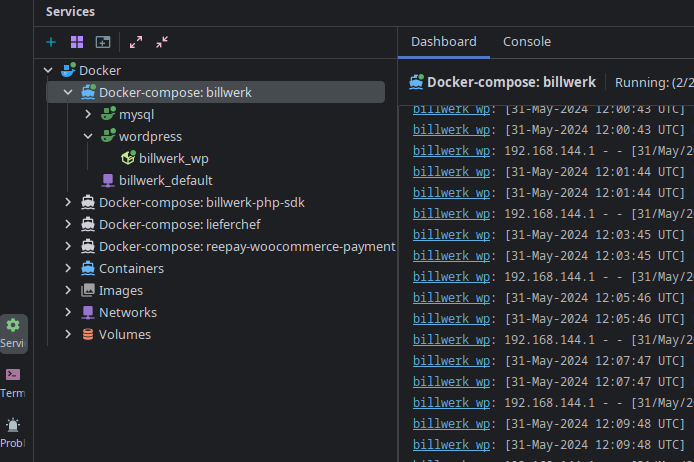 Services
Dashboard
Console
Docker
Docker-compose: billwerk
mysql
wordpress
billwerk_wp
billwerk_default
Docker-compose: billwerk-php-sdk
Docker-compose: lieferchef
Docker-compose: reepay-woocommerce-payment
Containers
Images
Networks
Volumes
Servi
Term
Probl
Docker-compose: billwerk
Running: (2/2
billwerk_wp: [31-May-2024 12:00:43 UTC]
billwerk_wp: [31-May-2024 12:00:43 UTC]
billwerk_wp: 192.168.144.1 - - [31/May/20
billwerk_wp: [31-May-2024 12:01:44 UTC]
billwerk_wp: [31-May-2024 12:01:44 UTC]
billwerk_wp: 192.168.144.1 - - [31/May/20
billwerk_wp: [31-May-2024 12:03:45 UTC]
billwerk_wp: [31-May-2024 12:03:45 UTC]
billwerk_wp: 192.168.144.1 - - [31/May/20
billwerk_wp: [31-May-2024 12:05:46 UTC]
billwerk_wp: [31-May-2024 12:05:46 UTC]
billwerk_wp: 192.168.144.1 - - [31/May/20
billwerk_wp: [31-May-2024 12:07:47 UTC]
billwerk_wp: [31-May-2024 12:07:47 UTC]
billwerk_wp: 192.168.144.1 - - [31/May/20
billwerk_wp: [31-May-2024 12:09:48 UTC]
billwerk_wp: [31-May-2024 12:09:48 UTC]